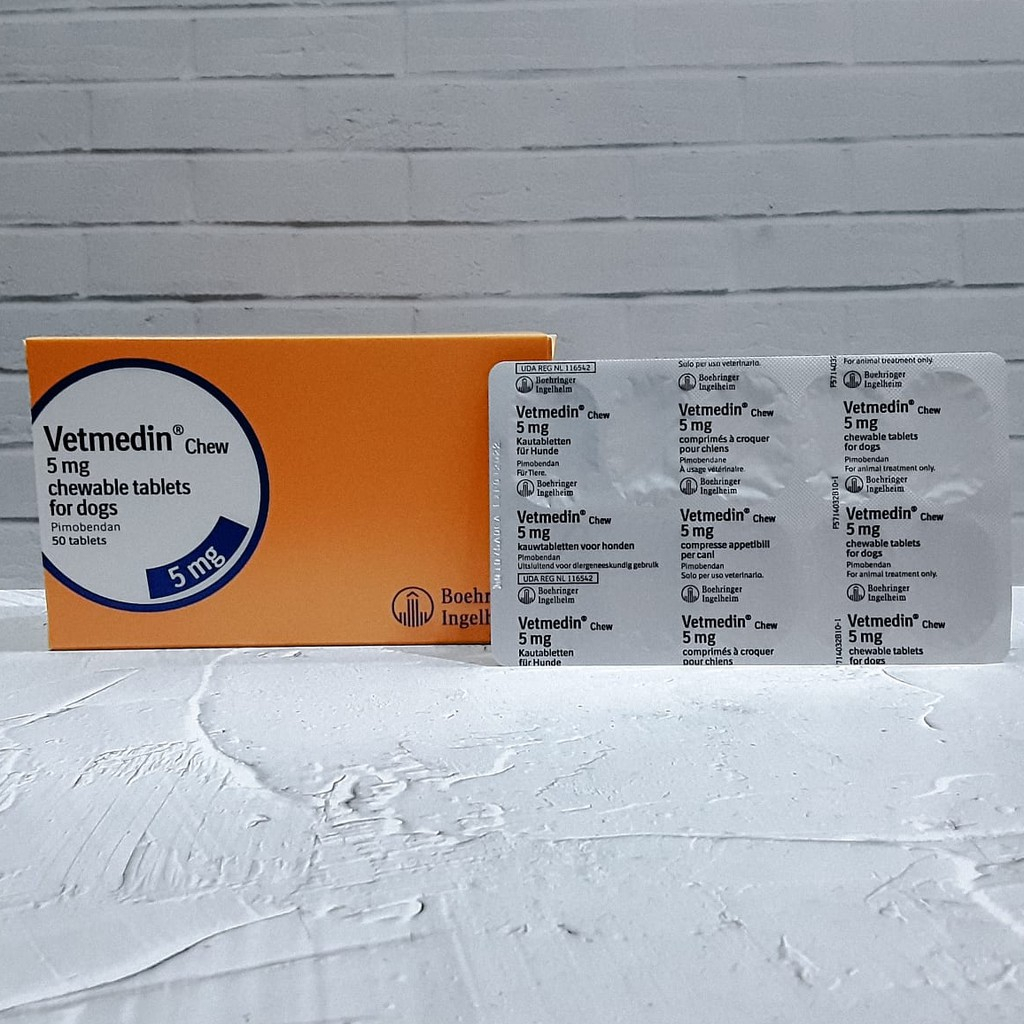 Vetmedin® Chew
5 mg
chewable tablets
for dogs
Pimobendan
50 tablets
5 mg
Boehr
Ingelh
UDA REG NL 116542
Boehringer
Ingelheim
Vetmedin® Chew
5 mg
Kautabletten
für Hunde
Pimobendan
Für Tiere.
Boehringer
Ingelheim
Vetmedin® Chew
5 mg
kauwtabletten voor honden
Pimobendan
Uitsluitend voor diergeneeskundig gebruik
UDA REG NL 116542
Boehringer
Ingelheim
Vetmedin® Chew
5 mg
Kautabletten
für Hunde
Solo per uso veterinario.
Boehringer
Ingelheim
Vetmedin® Chew
5 mg
comprimés à croquer
pour chiens
Pimobendane
À usage vétérinaire.
Boehringer
Ingelheim
Vetmedin® Chew
5 mg
compresse appetibili
per cani
Pimobendan
Solo per uso veterinario.
Boehringer
Ingelheim
Vetmedin® Chew
5 mg
comprimés à croquer
pour chiens
For animal treatment only.
Boehringer
Ingelheim
Vetmedin® Chew
5 mg
chewable tablets
for dogs
Pimobendan
For animal treatment only.
Boehringer
Ingelheim
Vetmedin® Chew
5 mg
chewable tablets
for dogs
Pimobendan
For animal treatment only.
Boehringer
Ingelheim
Vetmedin® Chew
5 mg
chewable tablets
for dogs